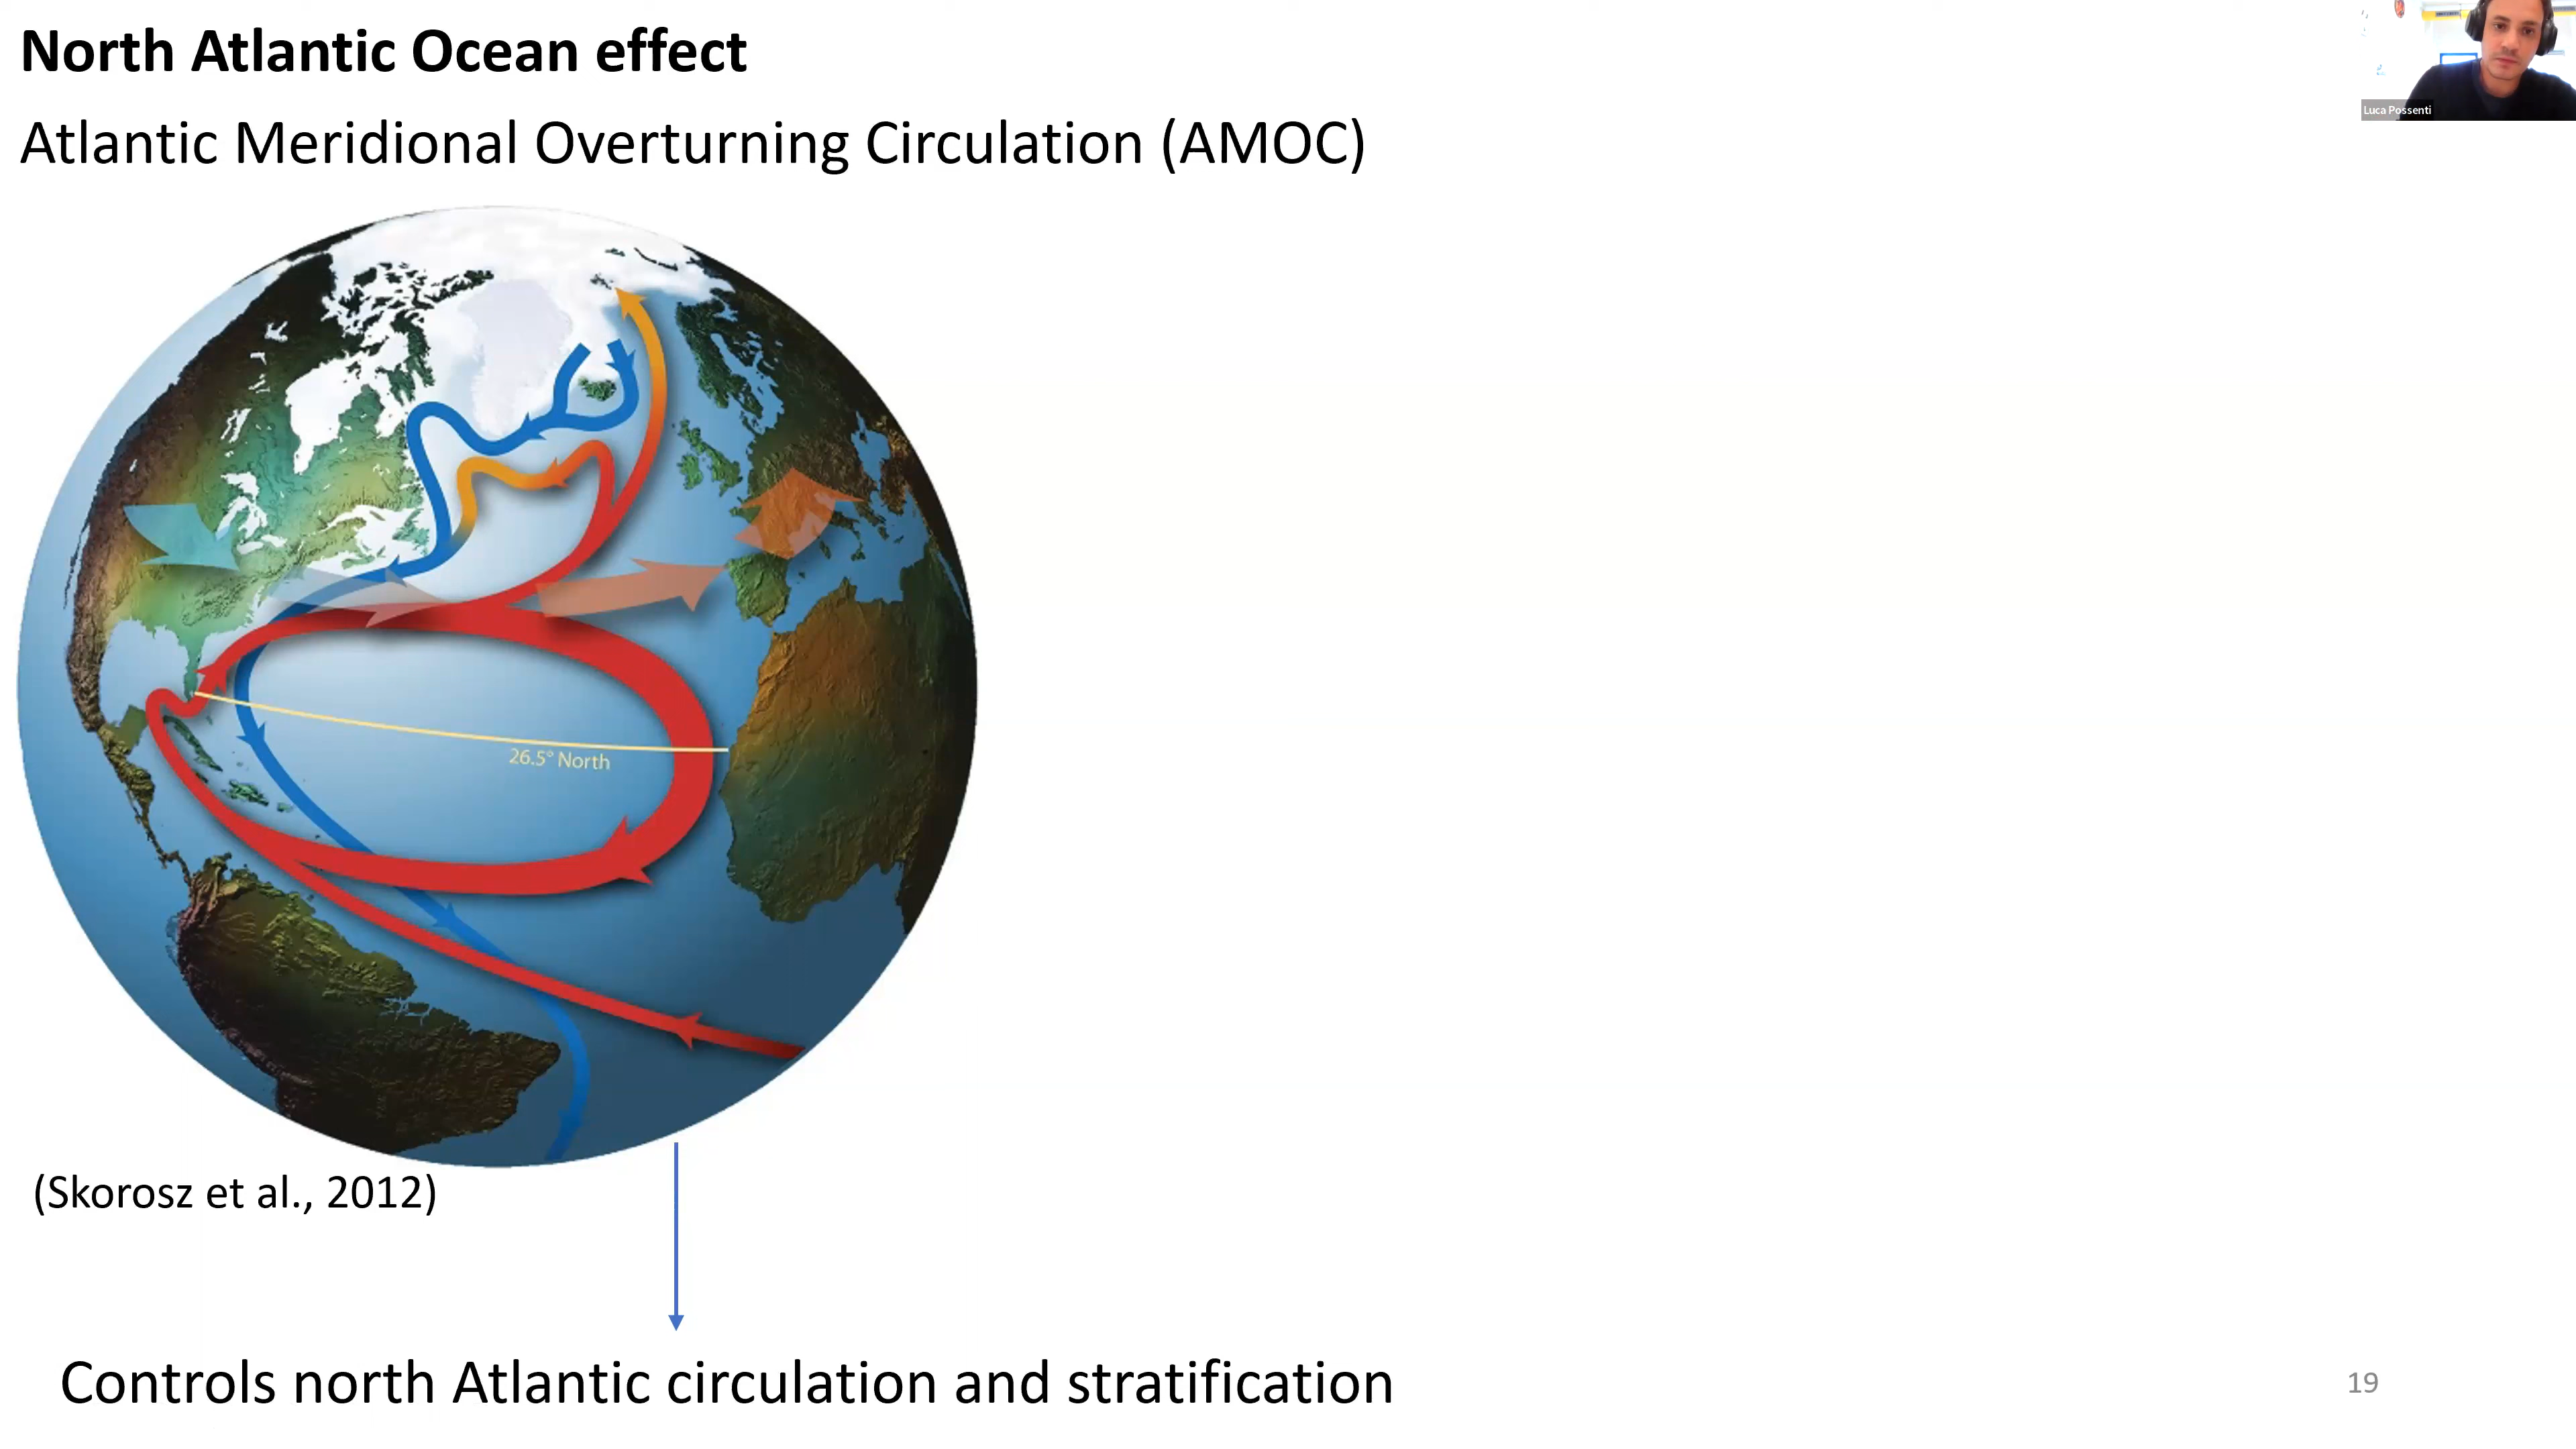 North Atlantic Ocean effect
Luca Possenti
Atlantic Meridional Overturning Circulation (AMOC)
26.5° North
(Skorosz et al., 2012)
Controls north Atlantic circulation and stratification
19